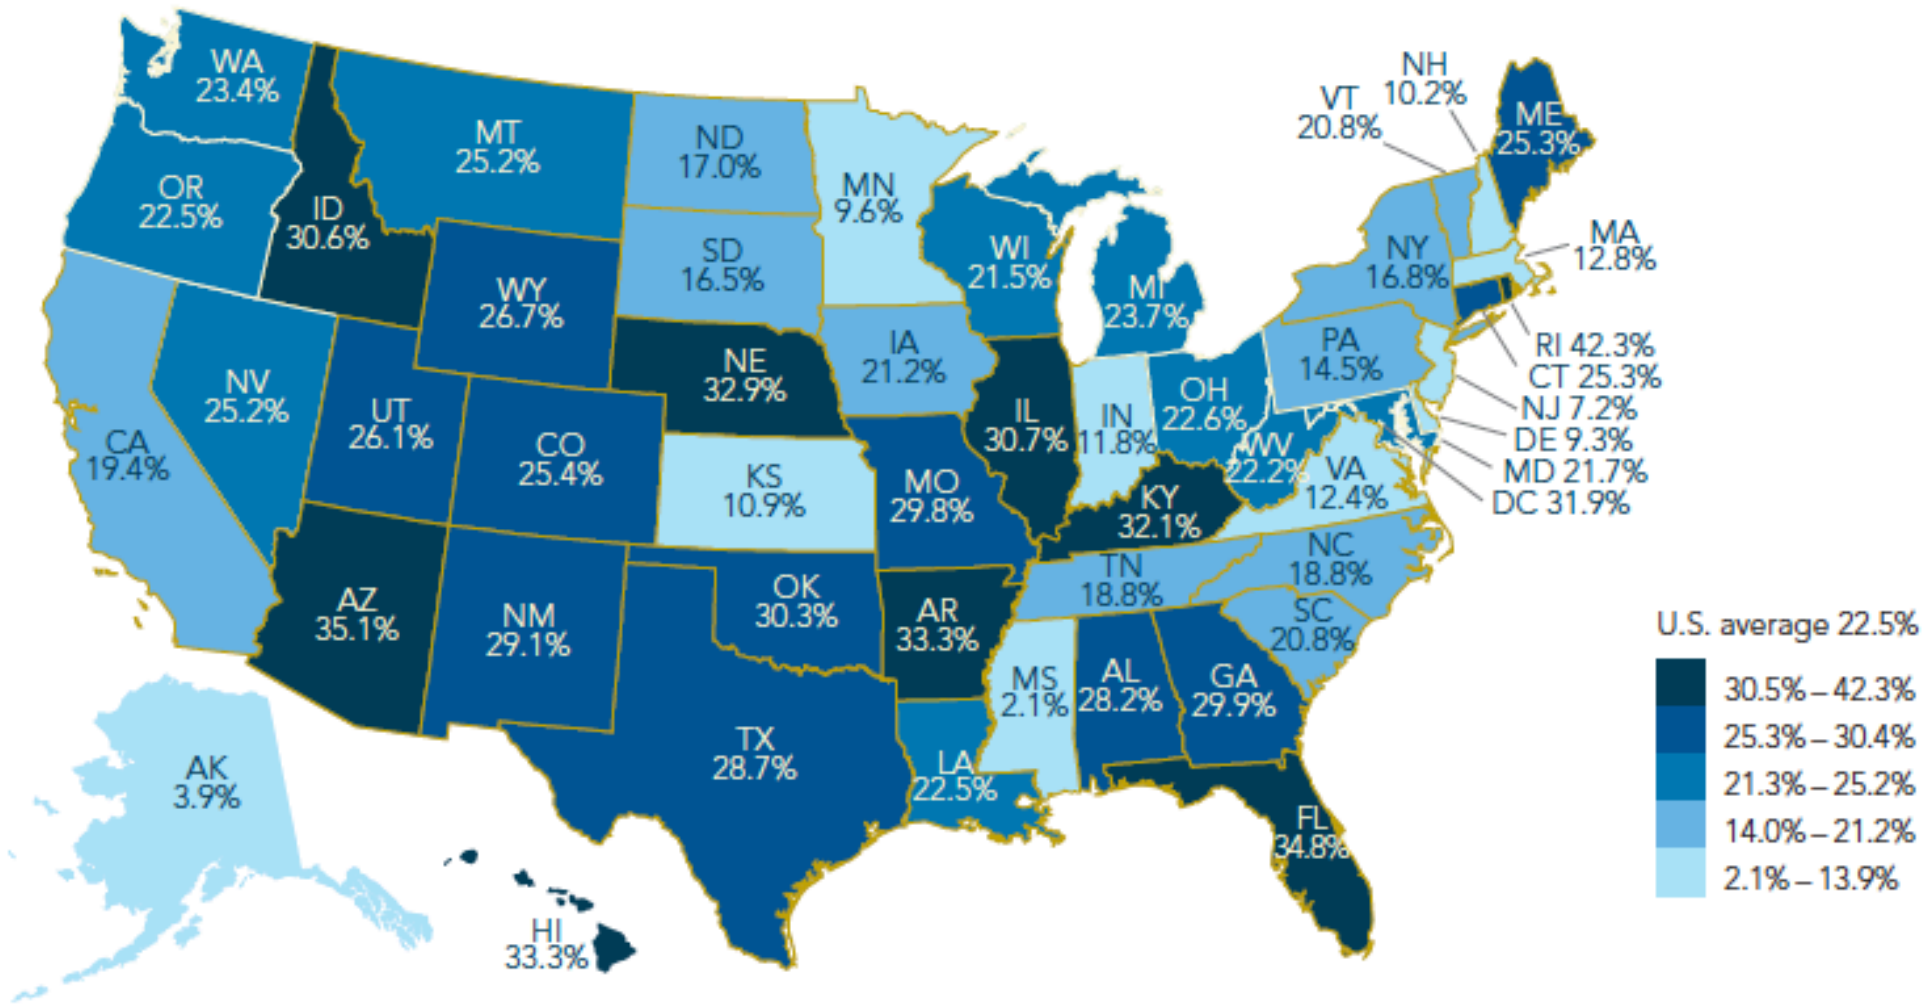 WA
23.4%
OR
22.5%
CA
19.4%
NV
25.2%
ID
30.6%
MT
25.2%
WY
26.7%
UT
26.1%
CO
25.4%
AZ
35.1%
NM
29.1%
ND
17.0%
SD
16.5%
NE
32.9%
KS
10.9%
OK
30.3%
TX
28.7%
MN
9.6%
IA
21.2%
MO
29.8%
AR
33.3%
LA
22.5%
WI
21.5%
IL
30.7%
MI
23.7%
IN
11.8%
OH
22.6%
KY
32.1%
TN
18.8%
MS
2.1%
AL
28.2%
GA
29.9%
FL
34.8%
SC
20.8%
NC
18.8%
VA
12.4%
WV
22.2%
PA
14.5%
NY
16.8%
VT
20.8%
NH
10.2%
ME
25.3%
MA
12.8%
RI 42.3%
CT 25.3%
NJ 7.2%
DE 9.3%
MD 21.7%
DC 31.9%
AK
3.9%
HI
33.3%
U.S. average 22.5%
30.5% – 42.3%
25.3% – 30.4%
21.3% – 25.2%
14.0% – 21.2%
2.1% – 13.9%